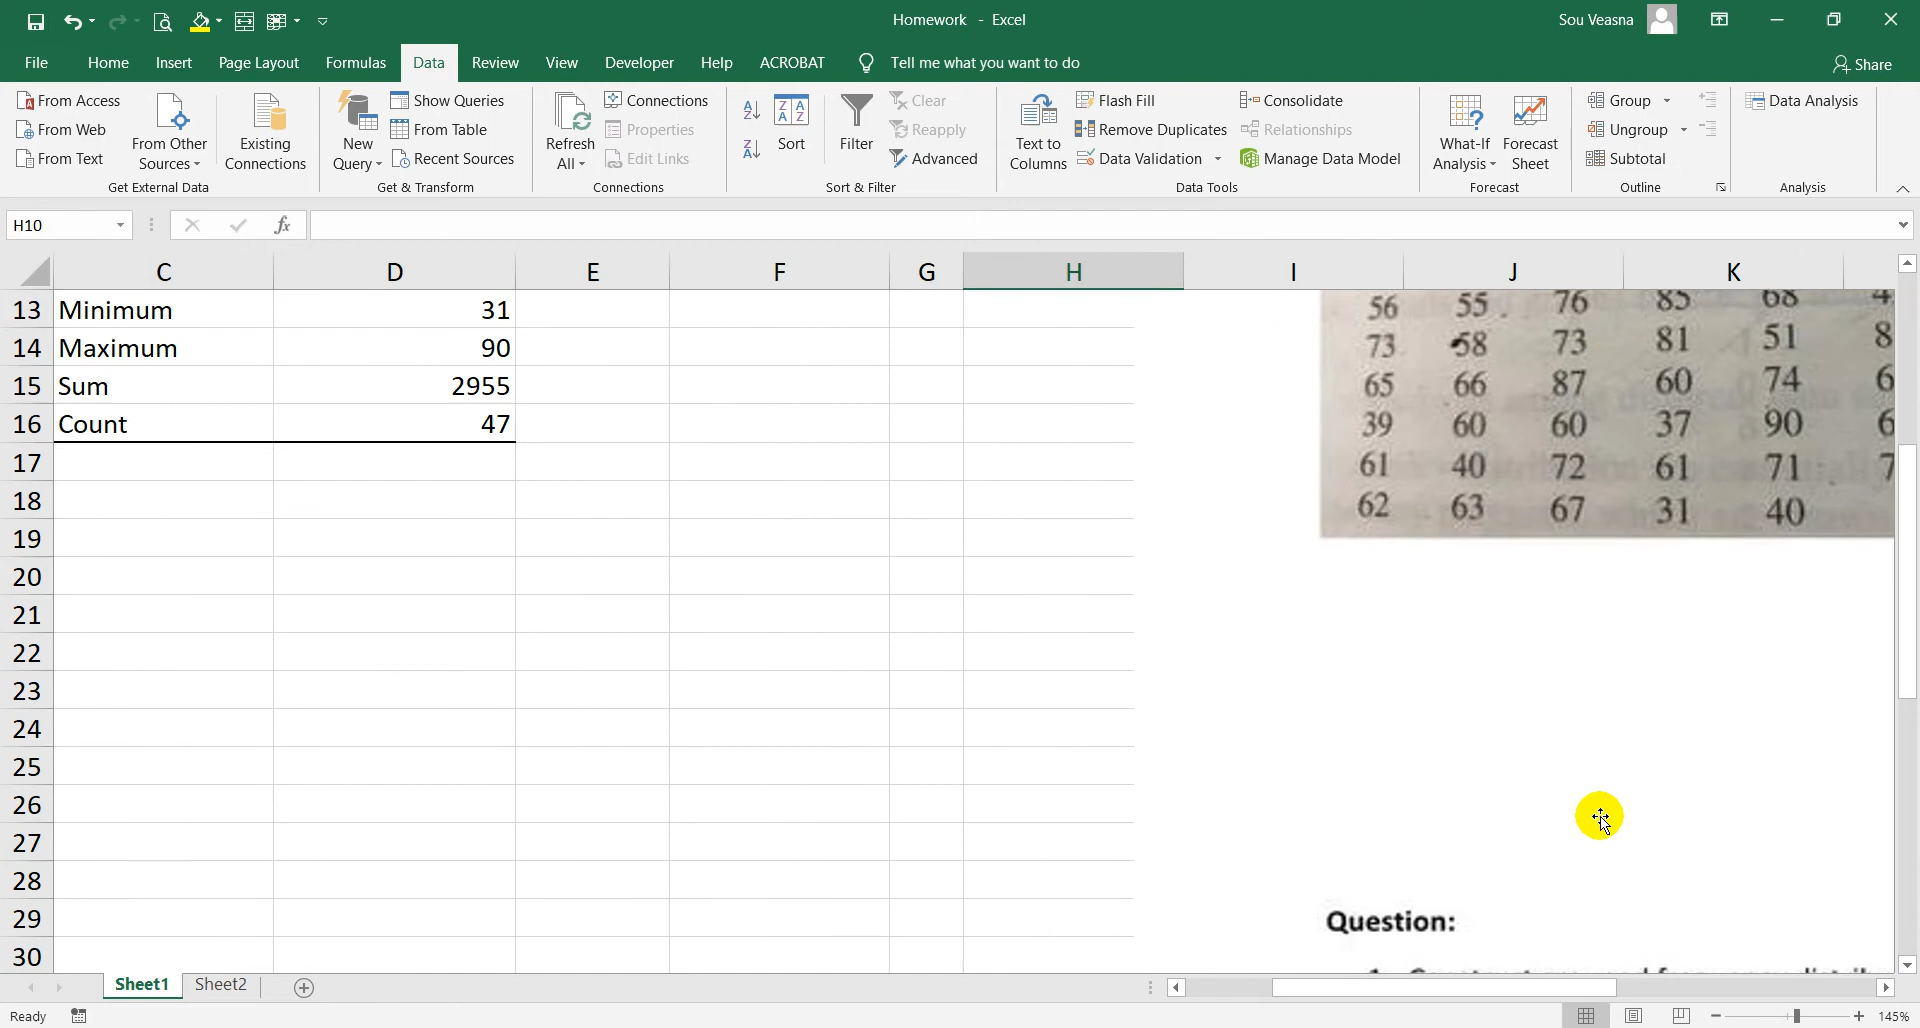 Homework - Excel
Sou Veasna
File Home Insert Page Layout Formulas Data Review View Developer Help ACROBAT Tell me what you want to do Share
From Access
From Web
From Text
From Other Sources
Existing Connections
Get External Data
New Query
Show Queries
From Table
Recent Sources
Get & Transform
Refresh All
Connections
Properties
Edit Links
Connections
Sort
Filter
Clear
Reapply
Advanced
Sort & Filter
Text to Columns
Flash Fill
Remove Duplicates
Data Validation
Consolidate
Relationships
Manage Data Model
Data Tools
What-If Analysis
Forecast Sheet
Forecast
Group
Ungroup
Subtotal
Outline
Data Analysis
Analysis
H10 fx
C D E F G H I J K
13 Minimum 31
14 Maximum 90
15 Sum 2955
16 Count 47
17
18
19
20
21
22
23
24
25
26
27
28
29
30
56 55 76 85 68
73 58 73 81 51 8
65 66 87 60 74 6
39 60 60 37 90 6
61 40 72 61 71 7
62 63 67 31 40
Question:
Sheet1 Sheet2
Ready 145%